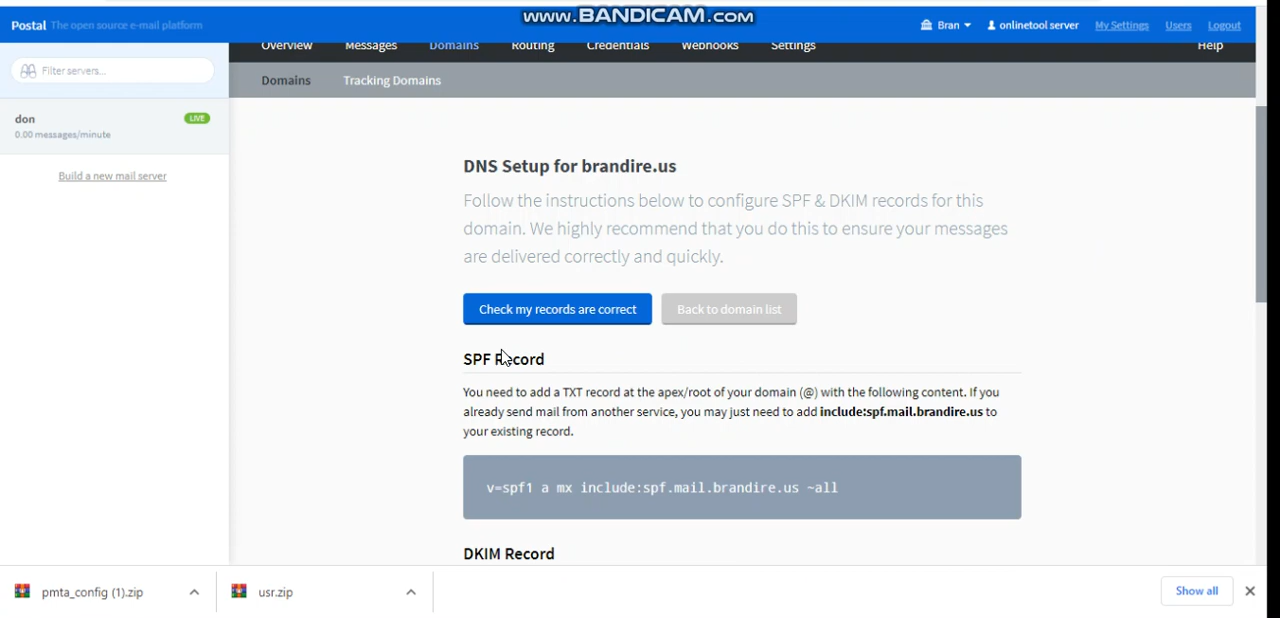 www.BANDICAM.com
Postal The open source e-mail platform
Bran onlinetool server My Settings Users Logout
Filter servers...
Overview Messages Domains Routing Credentials Webhooks Settings Help
Domains Tracking Domains
don LIVE
0.00 messages/minute
Build a new mail server
DNS Setup for brandire.us
Follow the instructions below to configure SPF & DKIM records for this
domain. We highly recommend that you do this to ensure your messages
are delivered correctly and quickly.
Check my records are correct Back to domain list
SPF Record
You need to add a TXT record at the apex/root of your domain (@) with the following content. If you
already send mail from another service, you may just need to add include:spf.mail.brandire.us to
your existing record.
v=spf1 a mx include:spf.mail.brandire.us ~all
DKIM Record
pmta_config (1).zip usr.zip Show all